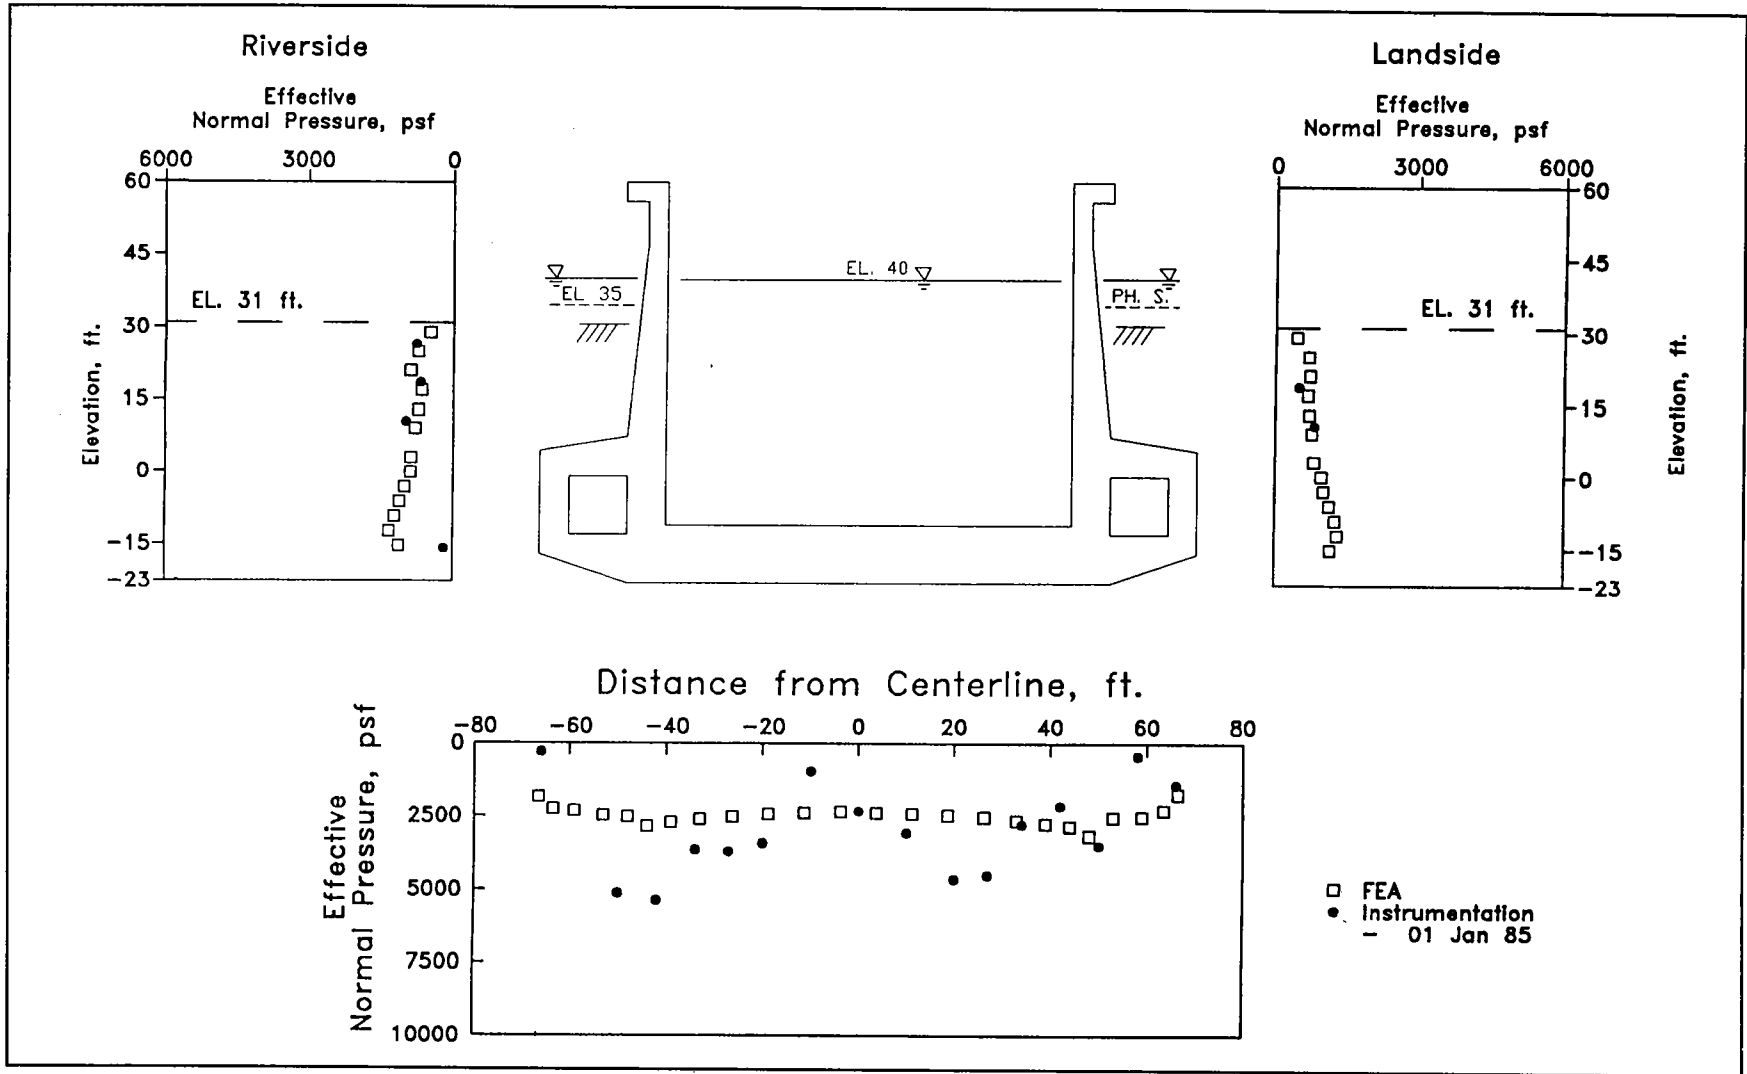 Riverside
Effective
Normal Pressure, psf
6000 3000 0
60
45
30
15
0
−15
−23
Elevation, ft.
EL. 31 ft.
EL 35
EL. 40
PH. S.
Landside
Effective
Normal Pressure, psf
0 3000 6000
60
45
30
15
0
−15
−23
Elevation, ft.
EL. 31 ft.
Distance from Centerline, ft.
−80 −60 −40 −20 0 20 40 60 80
0
2500
5000
7500
10000
Effective
Normal Pressure, psf
FEA
Instrumentation
− 01 Jan 85